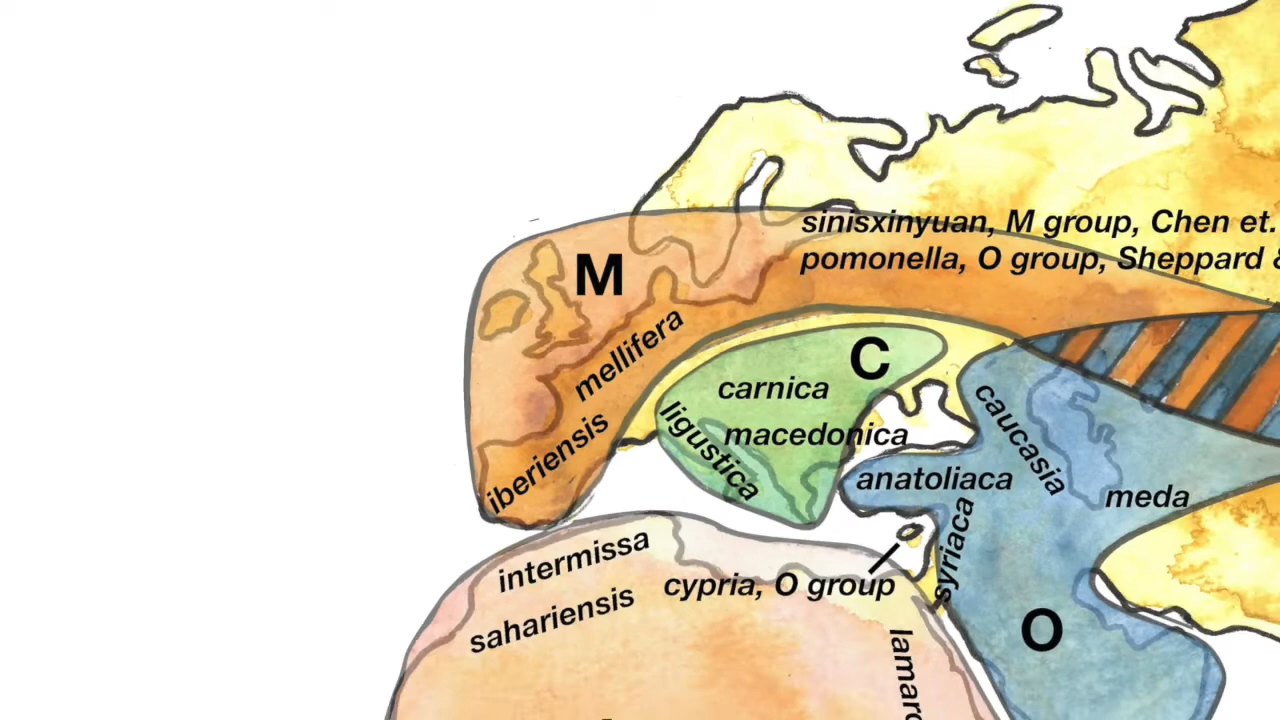 sinisxinyuan, M group, Chen et.
pomonella, O group, Sheppard &
M
mellifera
iberiensis
C
carnica
ligustica
macedonica
caucasia
anatoliaca
meda
syriaca
intermissa
cypria, O group
sahariensis
O